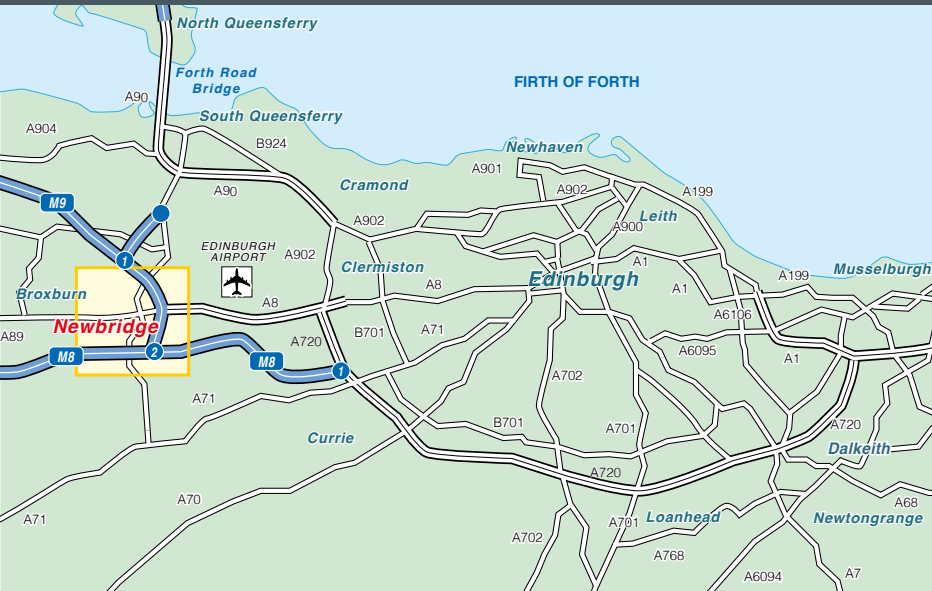 North Queensferry
Forth Road
Bridge
FIRTH OF FORTH
A90
South Queensferry
A904
B924
Newhaven
A901
A90
Cramond
A902
A199
M9
A902
A900
Leith
EDINBURGH
AIRPORT
A902
1
Clermiston
A1
A199
Musselburgh
Edinburgh
Broxburn
A8
A8
A1
A6106
Newbridge
A89
A720
B701
A71
2
M8
M8
A6095
A1
1
A702
A71
B701
A701
A720
Currie
Dalkeith
A720
A70
A68
A71
A701
Loanhead
Newtongrange
A702
A768
A6094
A7